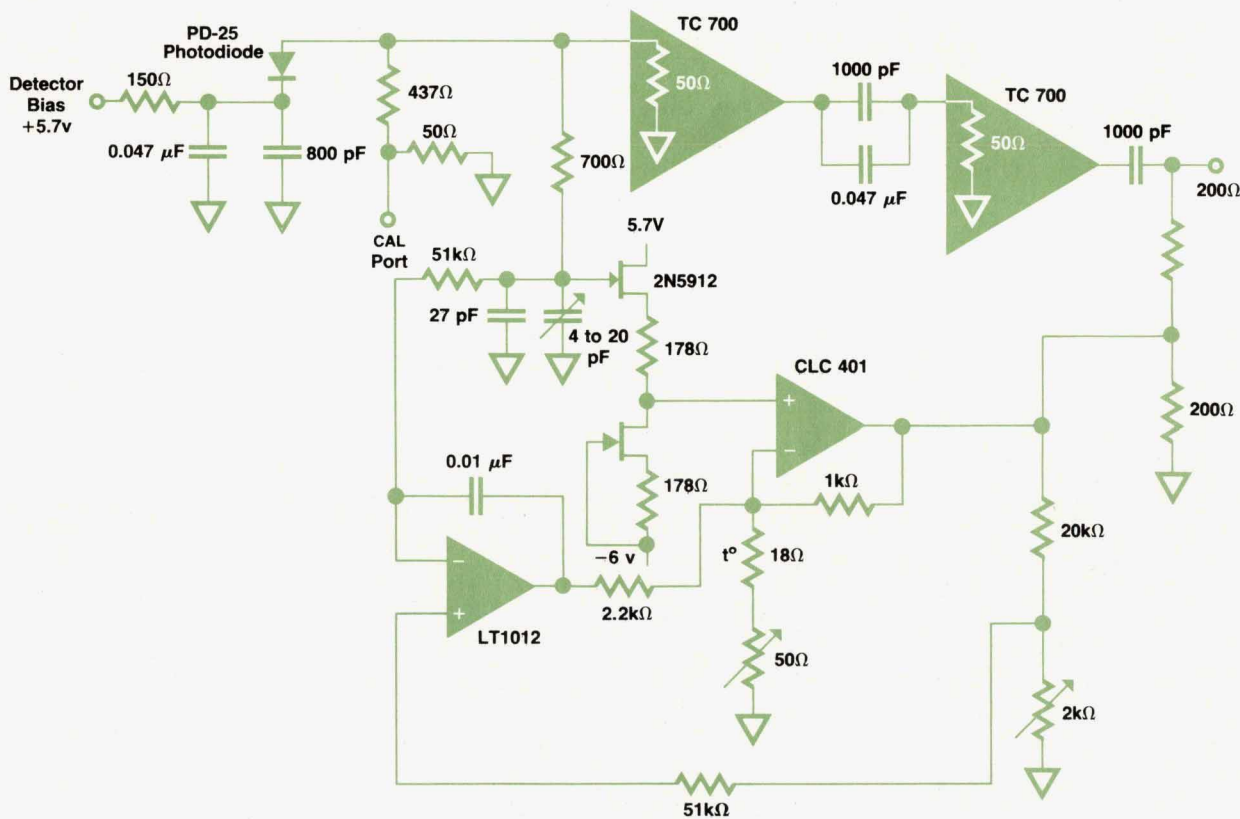 PD-25
Photodiode
TC 700
TC 700
Detector
Bias
+5.7v
150Ω
0.047 µF
800 pF
437Ω
50Ω
CAL
Port
700Ω
50Ω
1000 pF
0.047 µF
50Ω
1000 pF
200Ω
5.7V
51kΩ
2N5912
27 pF
4 to 20
pF
178Ω
CLC 401
+
−
200Ω
0.01 µF
178Ω
1kΩ
−6 v
t°
18Ω
20kΩ
−
+
LT1012
2.2kΩ
50Ω
2kΩ
51kΩ